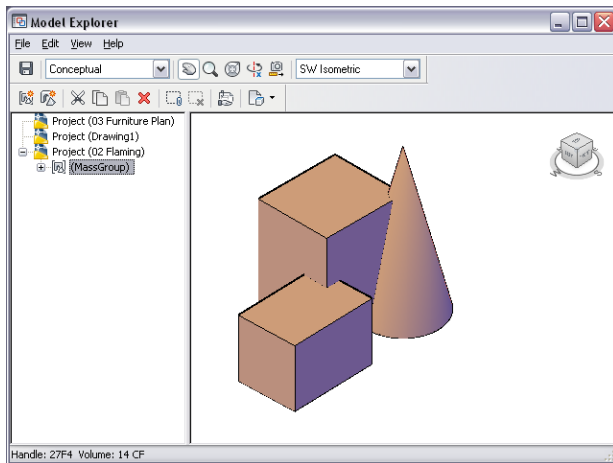 Model Explorer
File Edit View Help
Conceptual SW Isometric
Project (03 Furniture Plan)
Project (Drawing1)
Project (02 Flaming)
(MassGroup)
Handle: 27F4 Volume: 14 CF